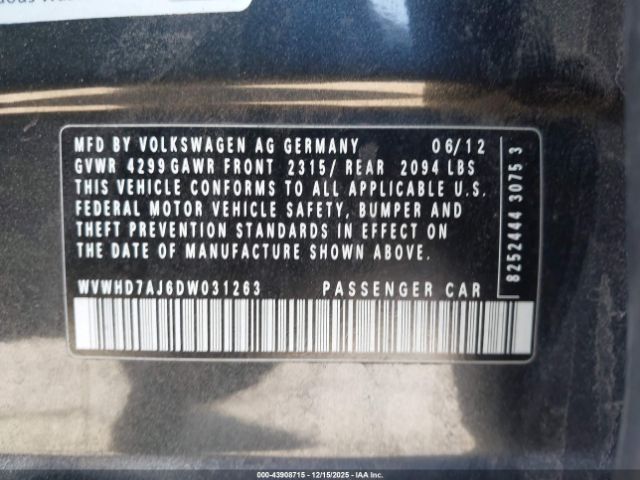 MFD BY VOLKSWAGEN AG GERMANY 06/12
GVWR 4299 GAWR FRONT 2315/ REAR 2094 LBS
THIS VEHICLE CONFORMS TO ALL APPLICABLE U.S.
FEDERAL MOTOR VEHICLE SAFETY, BUMPER AND
THEFT PREVENTION STANDARDS IN EFFECT ON
THE DATE OF MANUFACTURE SHOWN ABOVE.
WVWHD7AJ6DW031263 PASSENGER CAR
8252444 3075 3
000-43908715 - 12/15/2025 - IAA Inc.